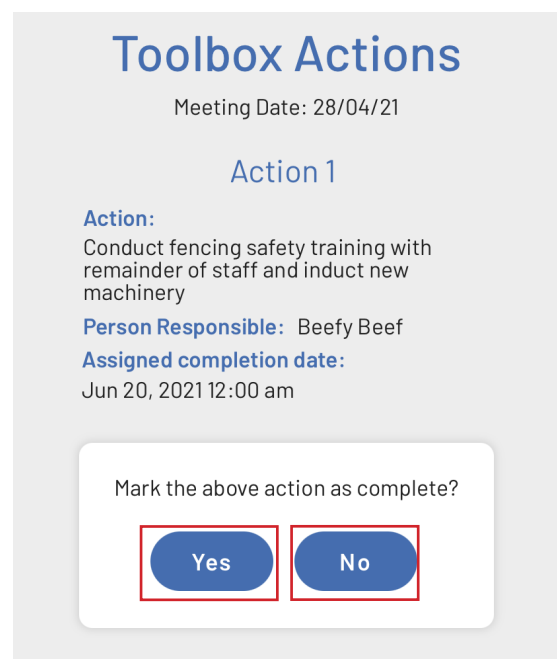 Toolbox Actions
Meeting Date: 28/04/21
Action 1
Action:
Conduct fencing safety training with
remainder of staff and induct new
machinery
Person Responsible: Beefy Beef
Assigned completion date:
Jun 20, 2021 12:00 am
Mark the above action as complete?
Yes No